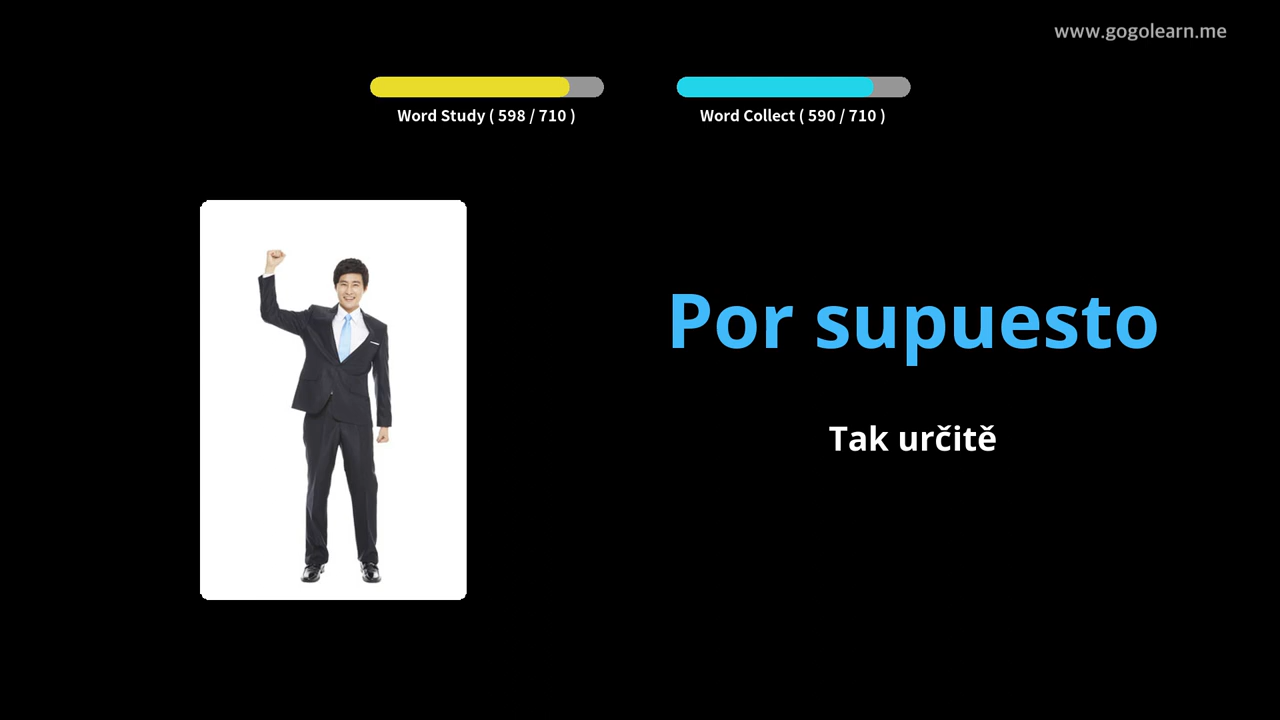 www.gogolearn.me
Word Study ( 598 / 710 )
Word Collect ( 590 / 710 )
Por supuesto
Tak určitě